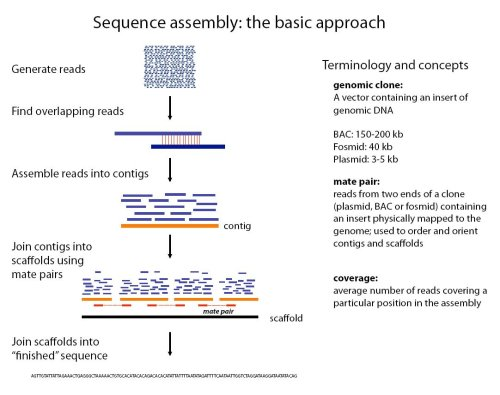 Sequence assembly: the basic approach
Generate reads
Find overlapping reads
Assemble reads into contigs
contig
Join contigs into
scaffolds using
mate pairs
mate pair
scaffold
Join scaffolds into
“finished” sequence
Terminology and concepts
genomic clone:
A vector containing an insert of
genomic DNA
BAC: 150-200 kb
Fosmid: 40 kb
Plasmid: 3-5 kb
mate pair:
reads from two ends of a clone
(plasmid, BAC or fosmid) containing
an insert physically mapped to the
genome; used to order and orient
contigs and scaffolds
coverage:
average number of reads covering a
particular position in the assembly